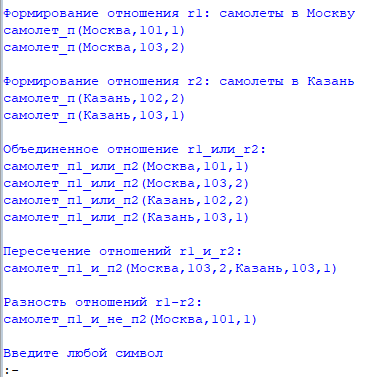 Формирование отношения r1: самолеты в Москву
самолет_п(Москва,101,1)
самолет_п(Москва,103,2)
Формирование отношения r2: самолеты в Казань
самолет_п(Казань,102,2)
самолет_п(Казань,103,1)
Объединенное отношение r1_или_r2:
самолет_п1_или_п2(Москва,101,1)
самолет_п1_или_п2(Москва,103,2)
самолет_п1_или_п2(Казань,102,2)
самолет_п1_или_п2(Казань,103,1)
Пересечение отношений r1_и_r2:
самолет_п1_и_п2(Москва,103,2,Казань,103,1)
Разность отношений r1-r2:
самолет_п1_и_не_п2(Москва,101,1)
Введите любой символ
:-